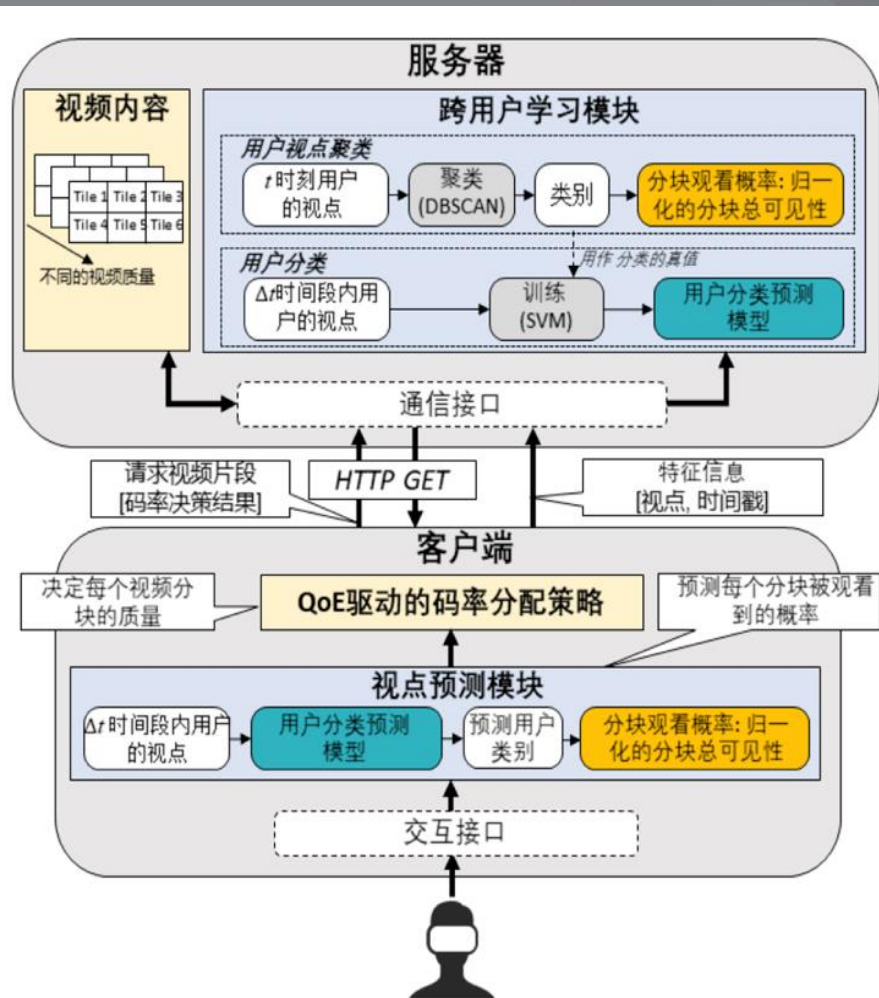 服务器
视频内容
Tile 1 Tile 2 Tile 3
Tile 4 Tile 5 Tile 6
不同的视频质量
跨用户学习模块
用户视点聚类
t 时刻用户
的视点
聚类
(DBSCAN)
类别
分块观看概率: 归一
化的分块总可见性
用作 分类的真值
用户分类
Δt时间段内用
户的视点
训练
(SVM)
用户分类预测
模型
通信接口
请求视频片段
[码率决策结果]
HTTP GET
特征信息
[视点, 时间戳]
客户端
决定每个视频分
块的质量
QoE驱动的码率分配策略
预测每个分块被观看
到的概率
视点预测模块
Δt 时间段内用户
的视点
用户分类预测
模型
预测用户
类别
分块观看概率: 归一
化的分块总可见性
交互接口